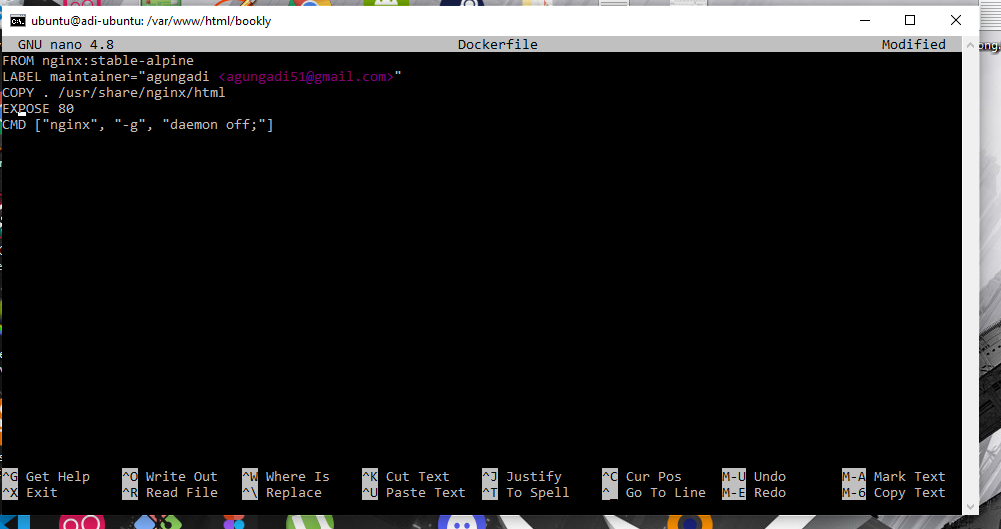 ubuntu@adi-ubuntu: /var/www/html/bookly
GNU nano 4.8 Dockerfile Modified
FROM nginx:stable-alpine
LABEL maintainer="agungadi <agungadi51@gmail.com>"
COPY . /usr/share/nginx/html
EXPOSE 80
CMD ["nginx", "-g", "daemon off;"]
^G Get Help ^O Write Out ^W Where Is ^K Cut Text ^J Justify ^C Cur Pos M-U Undo M-A Mark Text
^X Exit ^R Read File ^\ Replace ^U Paste Text ^T To Spell ^_ Go To Line M-E Redo M-6 Copy Text